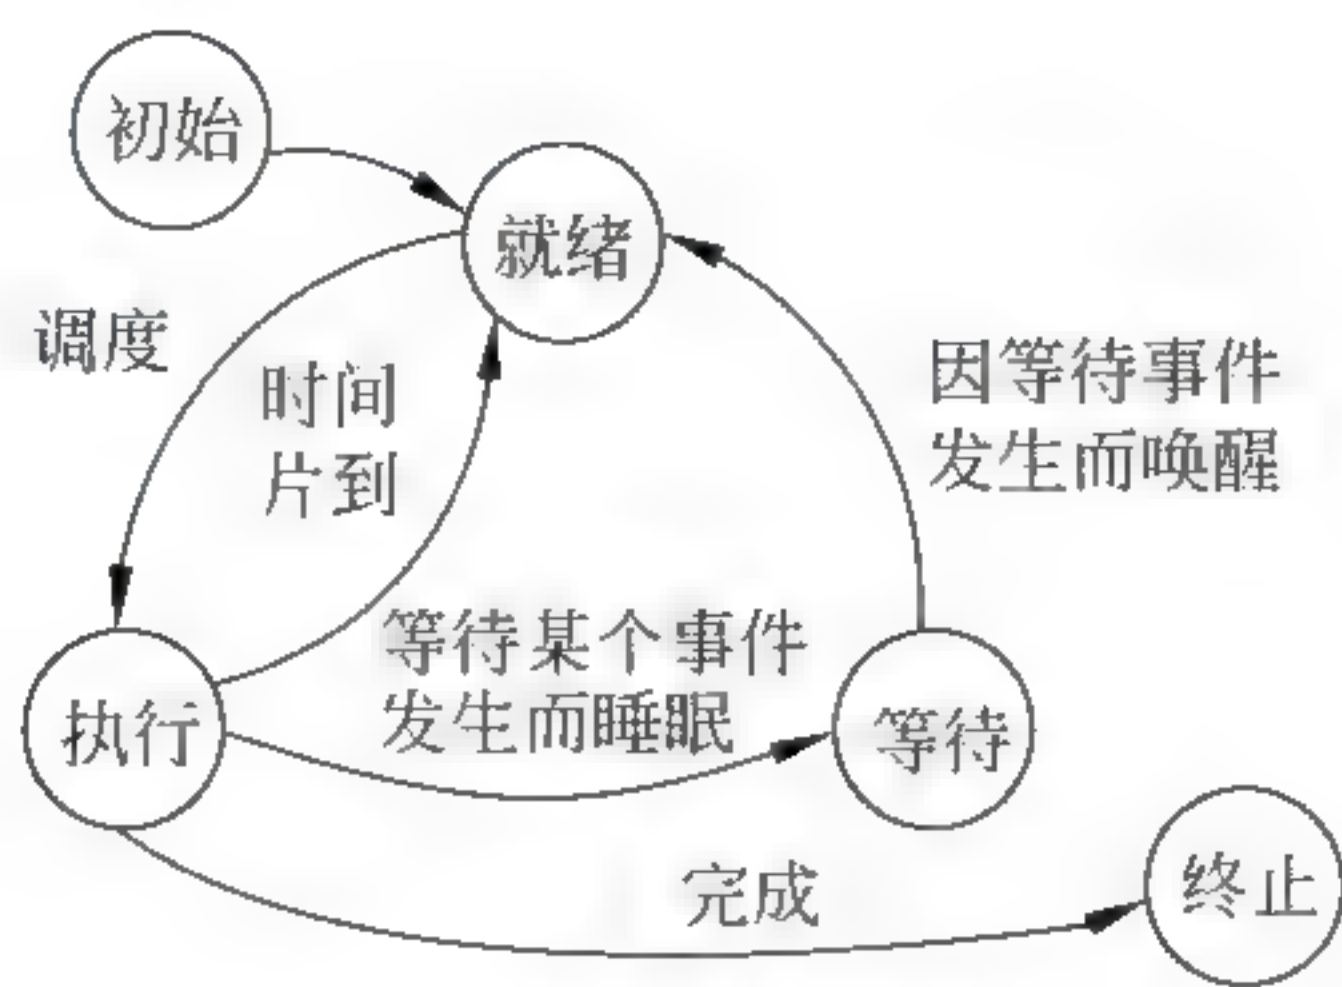 初始
就绪
调度
时间
片到
因等待事件
发生而唤醒
等待某个事件
发生而睡眠
执行
等待
完成
终止